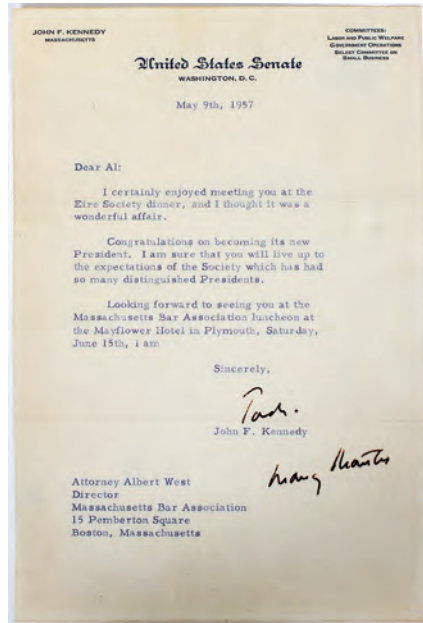 JOHN F. KENNEDY
MASSACHUSETTS
COMMITTEES:
LABOR AND PUBLIC WELFARE
GOVERNMENT OPERATIONS
SELECT COMMITTEE ON
SMALL BUSINESS
United States Senate
WASHINGTON, D. C.
May 9th, 1957
Dear Al:
I certainly enjoyed meeting you at the
Eire Society dinner, and I thought it was a
wonderful affair.
Congratulations on becoming its new
President. I am sure that you will live up to
the expectations of the Society which has had
so many distinguished Presidents.
Looking forward to seeing you at the
Massachusetts Bar Association luncheon at
the Mayflower Hotel in Plymouth, Saturday,
June 15th, i am
Sincerely,
John F. Kennedy
many thanks
Attorney Albert West
Director
Massachusetts Bar Association
15 Pemberton Square
Boston, Massachusetts